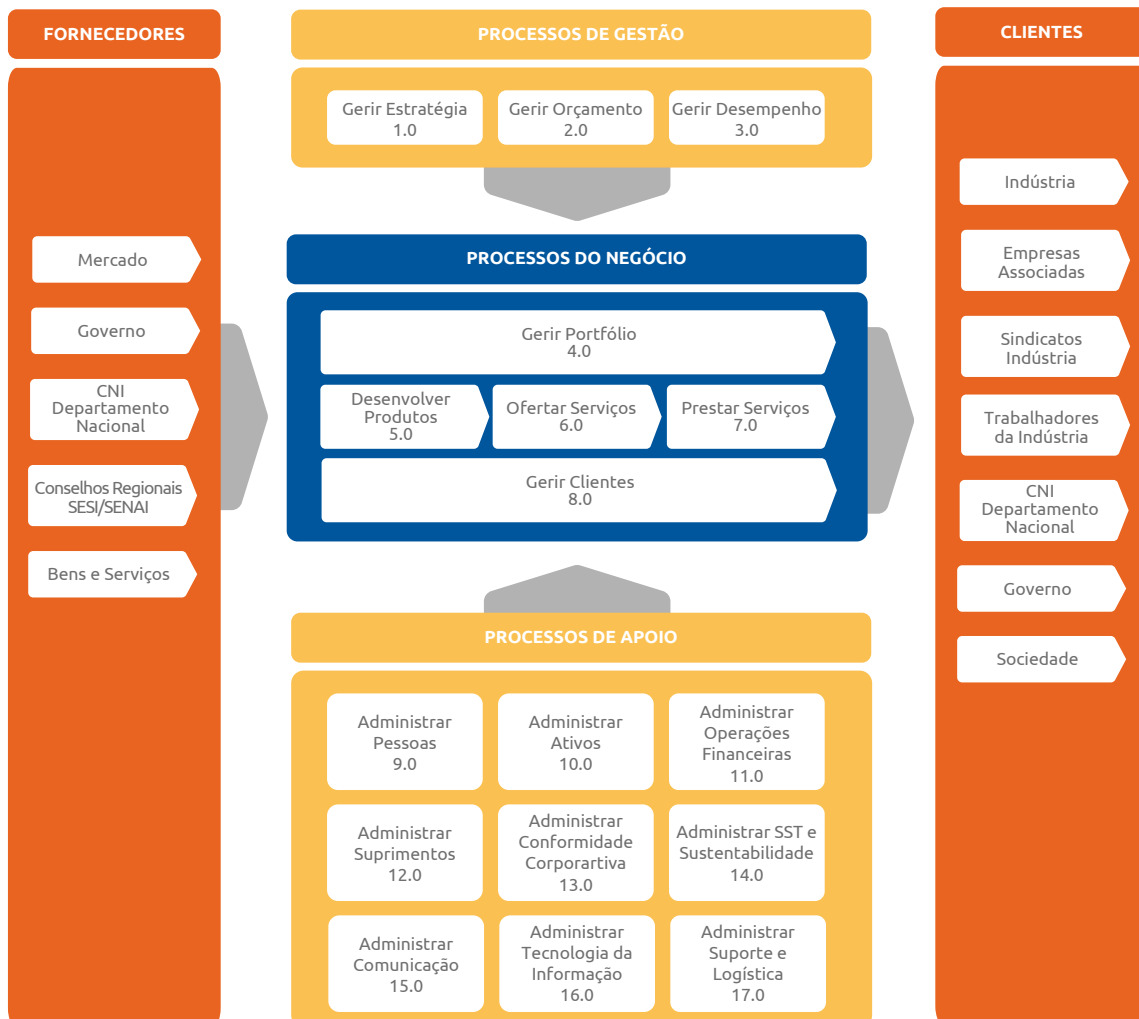 FORNECEDORES
Mercado
Governo
CNI
Departamento
Nacional
Conselhos Regionais
SESI/SENAI
Bens e Serviços
PROCESSOS DE GESTÃO
Gerir Estratégia
1.0
Gerir Orçamento
2.0
Gerir Desempenho
3.0
PROCESSOS DO NEGÓCIO
Gerir Portfólio
4.0
Desenvolver
Produtos
5.0
Ofertar Serviços
6.0
Prestar Serviços
7.0
Gerir Clientes
8.0
PROCESSOS DE APOIO
Administrar
Pessoas
9.0
Administrar
Ativos
10.0
Administrar
Operações
Financeiras
11.0
Administrar
Suprimentos
12.0
Administrar
Conformidade
Corporartiva
13.0
Administrar SST e
Sustentabilidade
14.0
Administrar
Comunicação
15.0
Administrar
Tecnologia da
Informação
16.0
Administrar
Suporte e
Logística
17.0
CLIENTES
Indústria
Empresas
Associadas
Sindicatos
Indústria
Trabalhadores
da Indústria
CNI
Departamento
Nacional
Governo
Sociedade